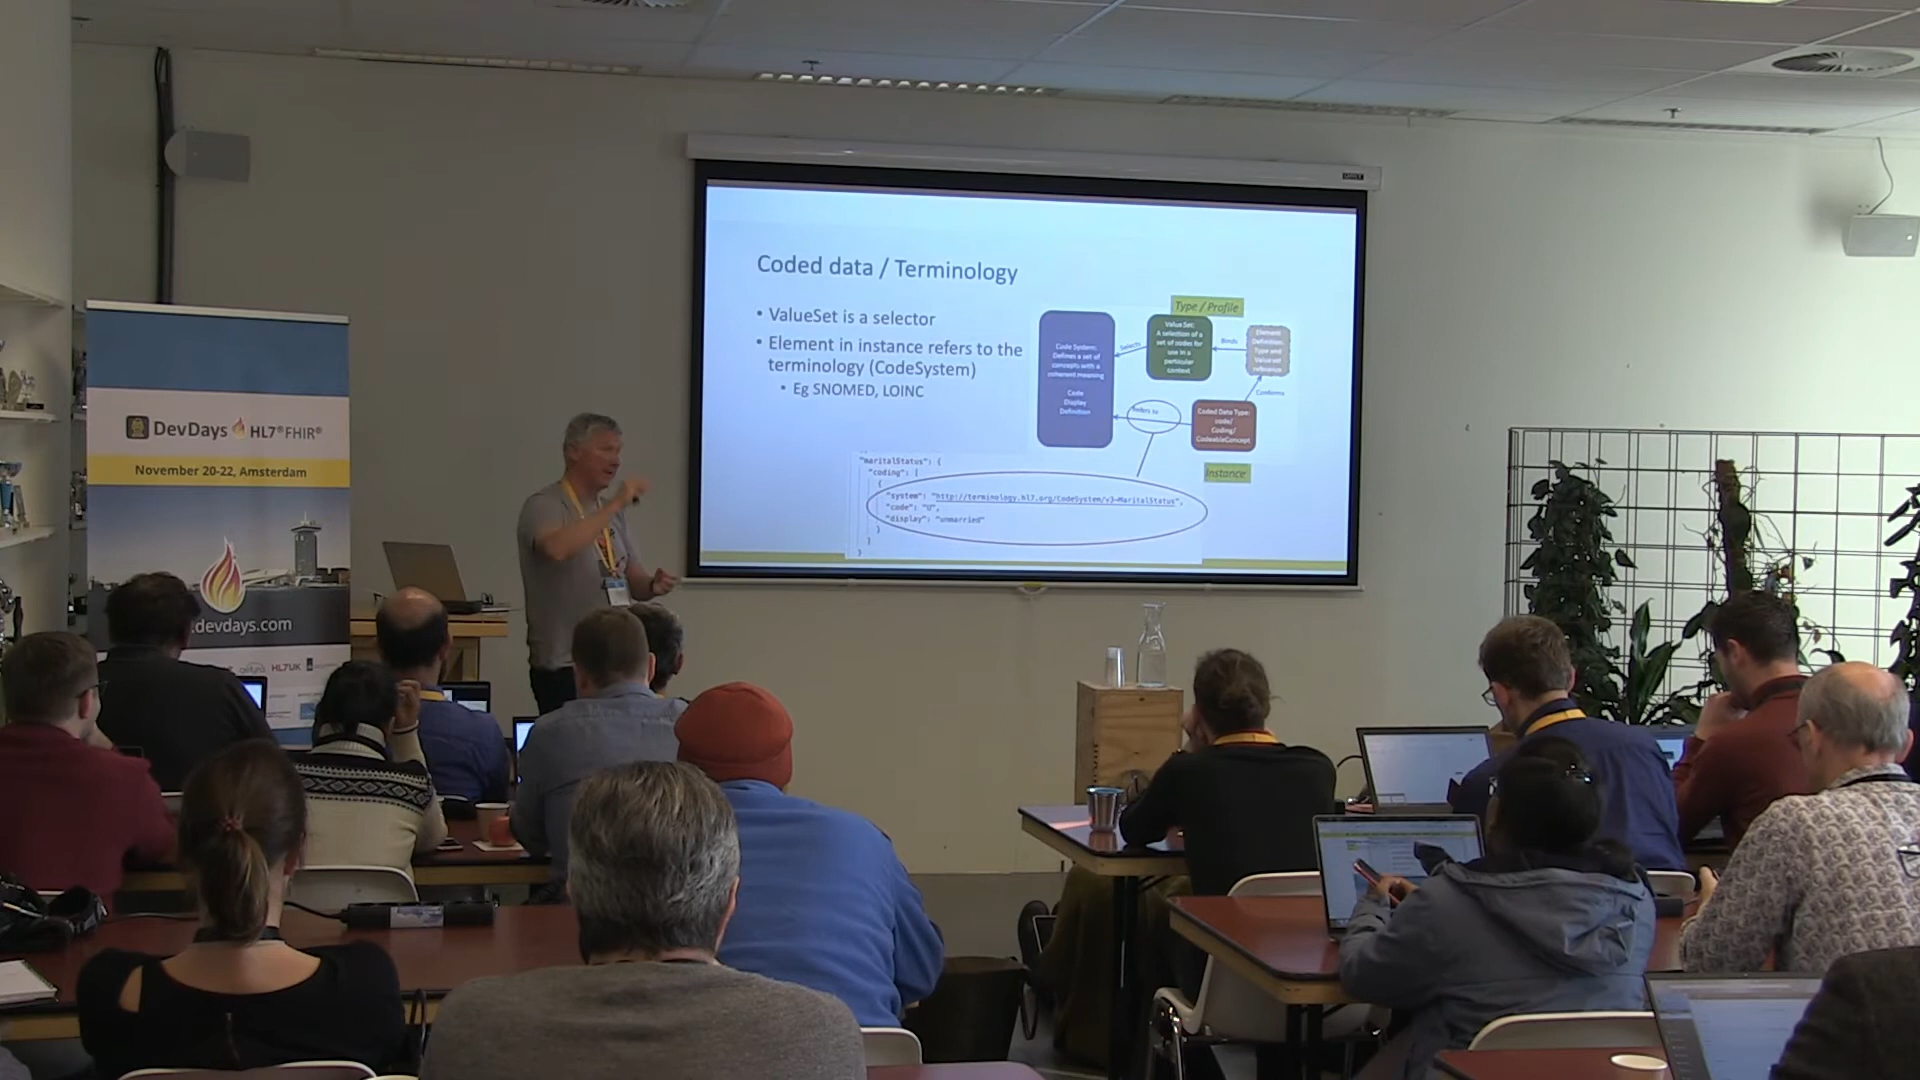 Coded data / Terminology
• ValueSet is a selector
• Element in instance refers to the
terminology (CodeSystem)
• Eg SNOMED, LOINC
Type / Profile
Code System:
Defines a set of
concepts with a
coherent meaning
Code
Display
Definition
Selects
Value Set:
A selection of a
set of codes for
use in a
particular
context
Binds
Element
Definition:
Type and
Value set
reference
Conforms
Refers to
Coded Data Type:
code/
Coding/
CodeableConcept
Instance
"maritalStatus": {
"coding": [
{
"system": "http://terminology.hl7.org/CodeSystem/v3-MaritalStatus",
"code": "U",
"display": "unmarried"
}
]
}
DevDays HL7® FHIR®
November 20-22, Amsterdam
.devdays.com
HL7UK